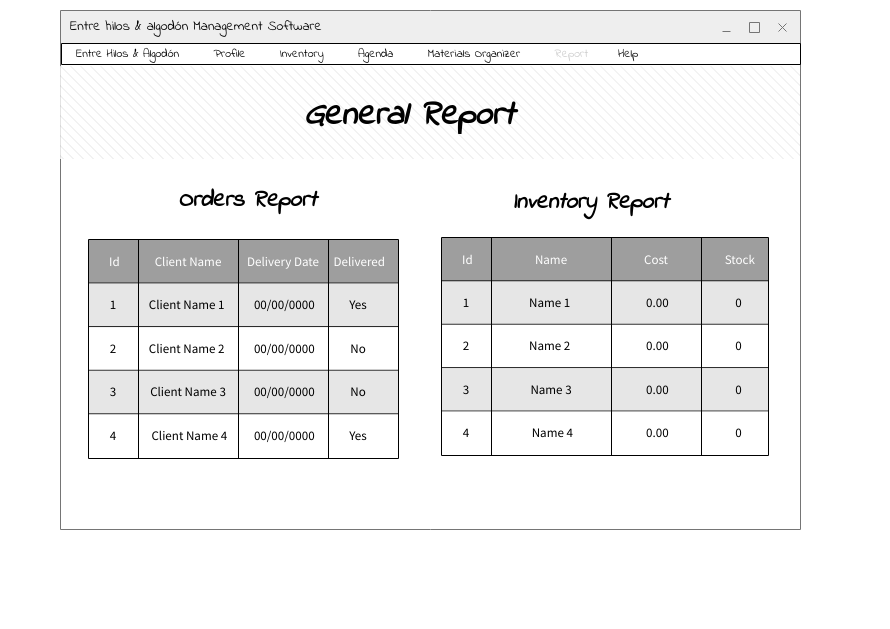 Entre hilos & algodón Management Software
Entre Hilos & Algodón Profile Inventory Agenda Materials Organizer Report Help
General Report
Orders Report
Id Client Name Delivery Date Delivered
1 Client Name 1 00/00/0000 Yes
2 Client Name 2 00/00/0000 No
3 Client Name 3 00/00/0000 No
4 Client Name 4 00/00/0000 Yes
Inventory Report
Id Name Cost Stock
1 Name 1 0.00 0
2 Name 2 0.00 0
3 Name 3 0.00 0
4 Name 4 0.00 0